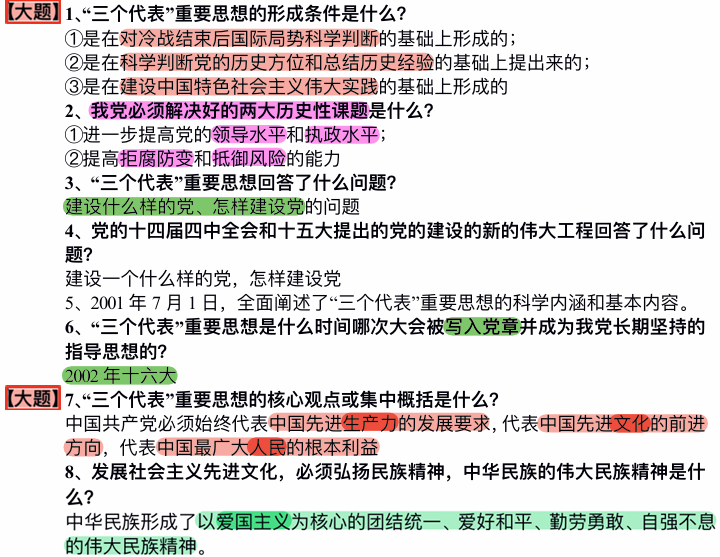 【大题】1、“三个代表”重要思想的形成条件是什么？
①是在对冷战结束后国际局势科学判断的基础上形成的；
②是在科学判断党的历史方位和总结历史经验的基础上提出来的；
③是在建设中国特色社会主义伟大实践的基础上形成的
2、我党必须解决好的两大历史性课题是什么？
①进一步提高党的领导水平和执政水平；
②提高拒腐防变和抵御风险的能力
3、“三个代表”重要思想回答了什么问题？
建设什么样的党、怎样建设党的问题
4、党的十四届四中全会和十五大提出的党的建设的新的伟大工程回答了什么问
题？
建设一个什么样的党，怎样建设党
5、2001 年 7 月 1 日，全面阐述了“三个代表”重要思想的科学内涵和基本内容。
6、“三个代表”重要思想是什么时间哪次大会被写入党章并成为我党长期坚持的
指导思想的？
2002 年十六大
【大题】7、“三个代表”重要思想的核心观点或集中概括是什么？
中国共产党必须始终代表中国先进生产力的发展要求，代表中国先进文化的前进
方向，代表中国最广大人民的根本利益
8、发展社会主义先进文化，必须弘扬民族精神，中华民族的伟大民族精神是什
么？
中华民族形成了以爱国主义为核心的团结统一、爱好和平、勤劳勇敢、自强不息
的伟大民族精神。